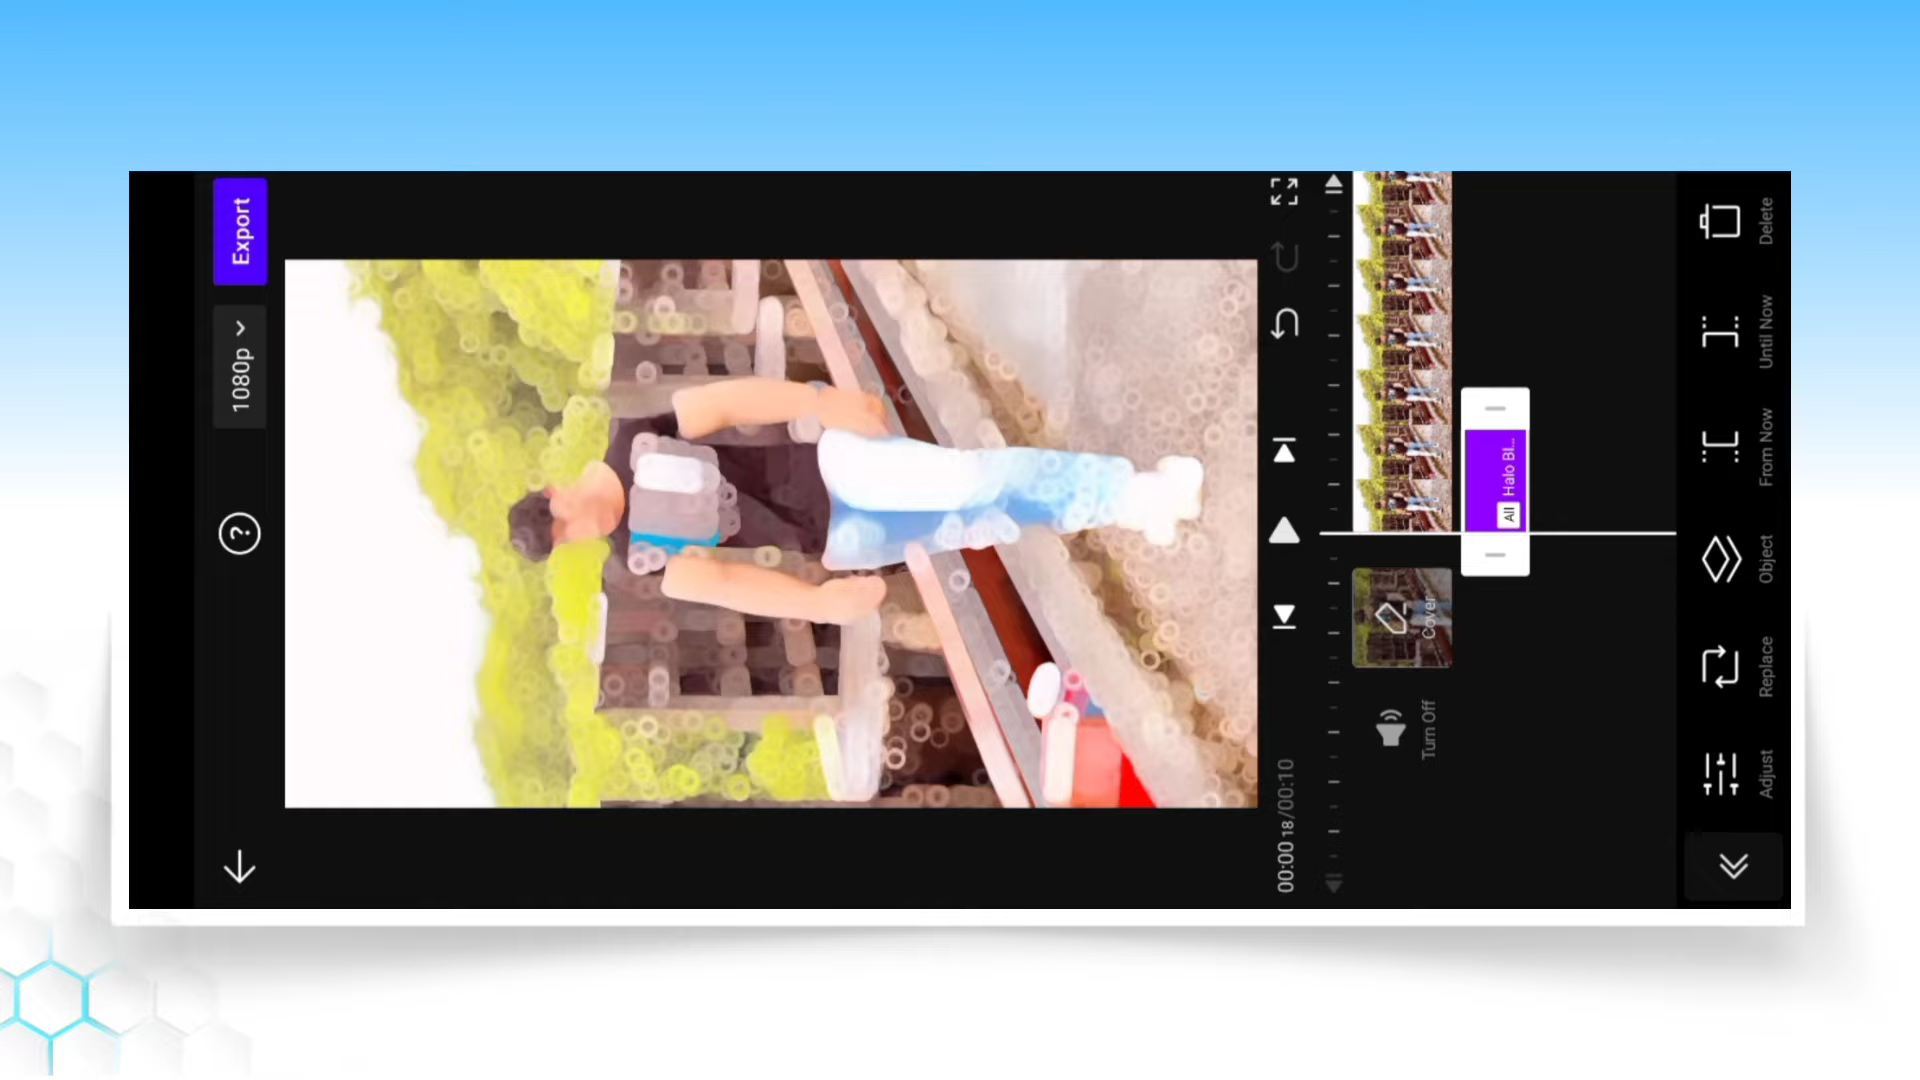 Export
1080p
?
00:00 18/00:10
Turn Off
Cover
All Halo Bl...
Adjust
Replace
Object
From Now
Until Now
Delete